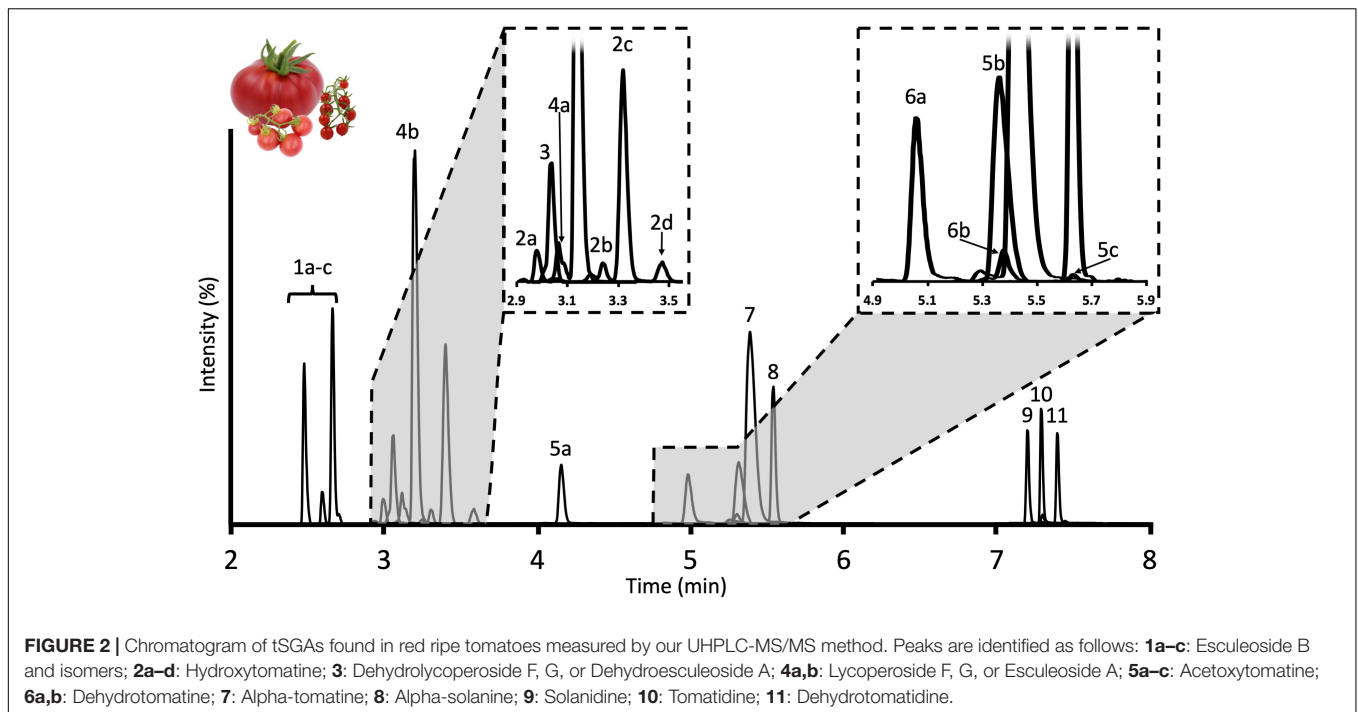 4b
1a-c
Intensity (%)
2a
3
4a
2c
2b
2d
2.9 3.1 3.3 3.5
6a
5b
6b
5c
4.9 5.1 5.3 5.5 5.7 5.9
5a
7
8
9
10
11
2 3 4 5 6 7 8
Time (min)
FIGURE 2 | Chromatogram of tSGAs found in red ripe tomatoes measured by our UHPLC-MS/MS method. Peaks are identified as follows: 1a–c: Esculeoside B
and isomers; 2a–d: Hydroxytomatine; 3: Dehydrolycoperoside F, G, or Dehydroesculeoside A; 4a,b: Lycoperoside F, G, or Esculeoside A; 5a–c: Acetoxytomatine;
6a,b: Dehydrotomatine; 7: Alpha-tomatine; 8: Alpha-solanine; 9: Solanidine; 10: Tomatidine; 11: Dehydrotomatidine.